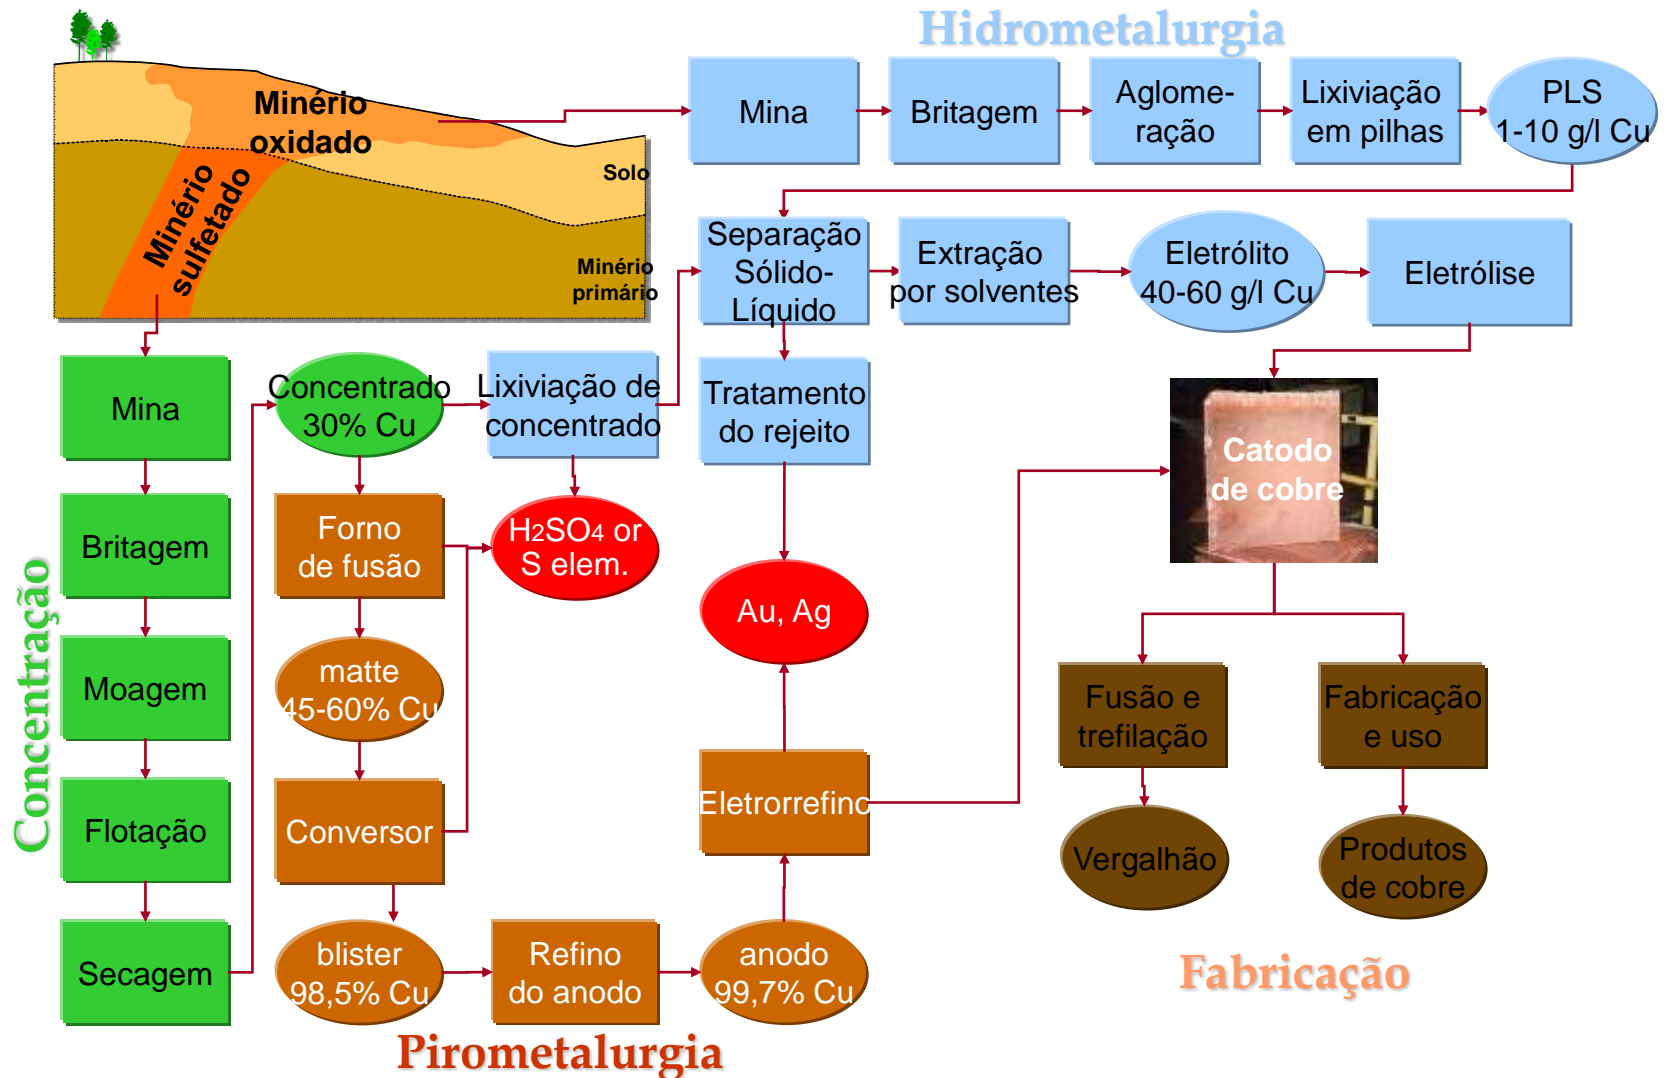 Hidrometalurgia
Minério
oxidado
Minério
sulfetado
Solo
Minério
primário
Mina
Britagem
Aglome-
ração
Lixiviação
em pilhas
PLS
1-10 g/l Cu
Separação
Sólido-
Líquido
Extração
por solventes
Eletrólito
40-60 g/l Cu
Eletrólise
Mina
Concentrado
30% Cu
Lixiviação de
concentrado
Tratamento
do rejeito
Catodo
de cobre
Concentração
Britagem
Forno
de fusão
H2SO4 or
S elem.
Au, Ag
Moagem
matte
45-60% Cu
Fusão e
trefilação
Fabricação
e uso
Flotação
Conversor
Eletrorrefino
Vergalhão
Produtos
de cobre
Secagem
blister
98,5% Cu
Refino
do anodo
anodo
99,7% Cu
Fabricação
Pirometalurgia